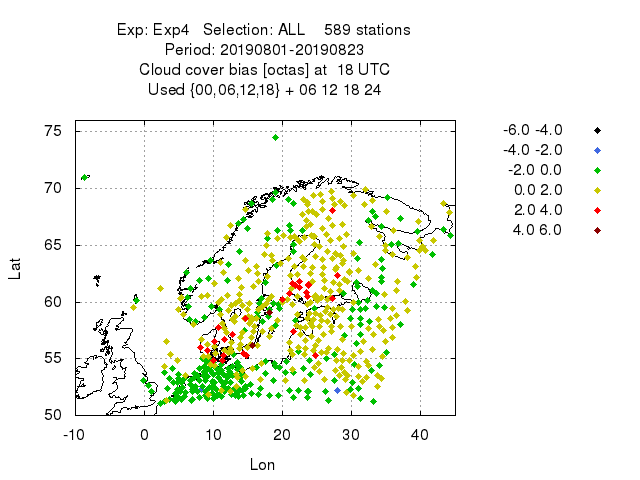 Exp: Exp4 Selection: ALL 589 stations
Period: 20190801-20190823
Cloud cover bias [octas] at 18 UTC
Used {00,06,12,18} + 06 12 18 24
-6.0 -4.0
-4.0 -2.0
-2.0 0.0
0.0 2.0
2.0 4.0
4.0 6.0
75
70
65
60
55
50
Lat
-10 0 10 20 30 40
Lon